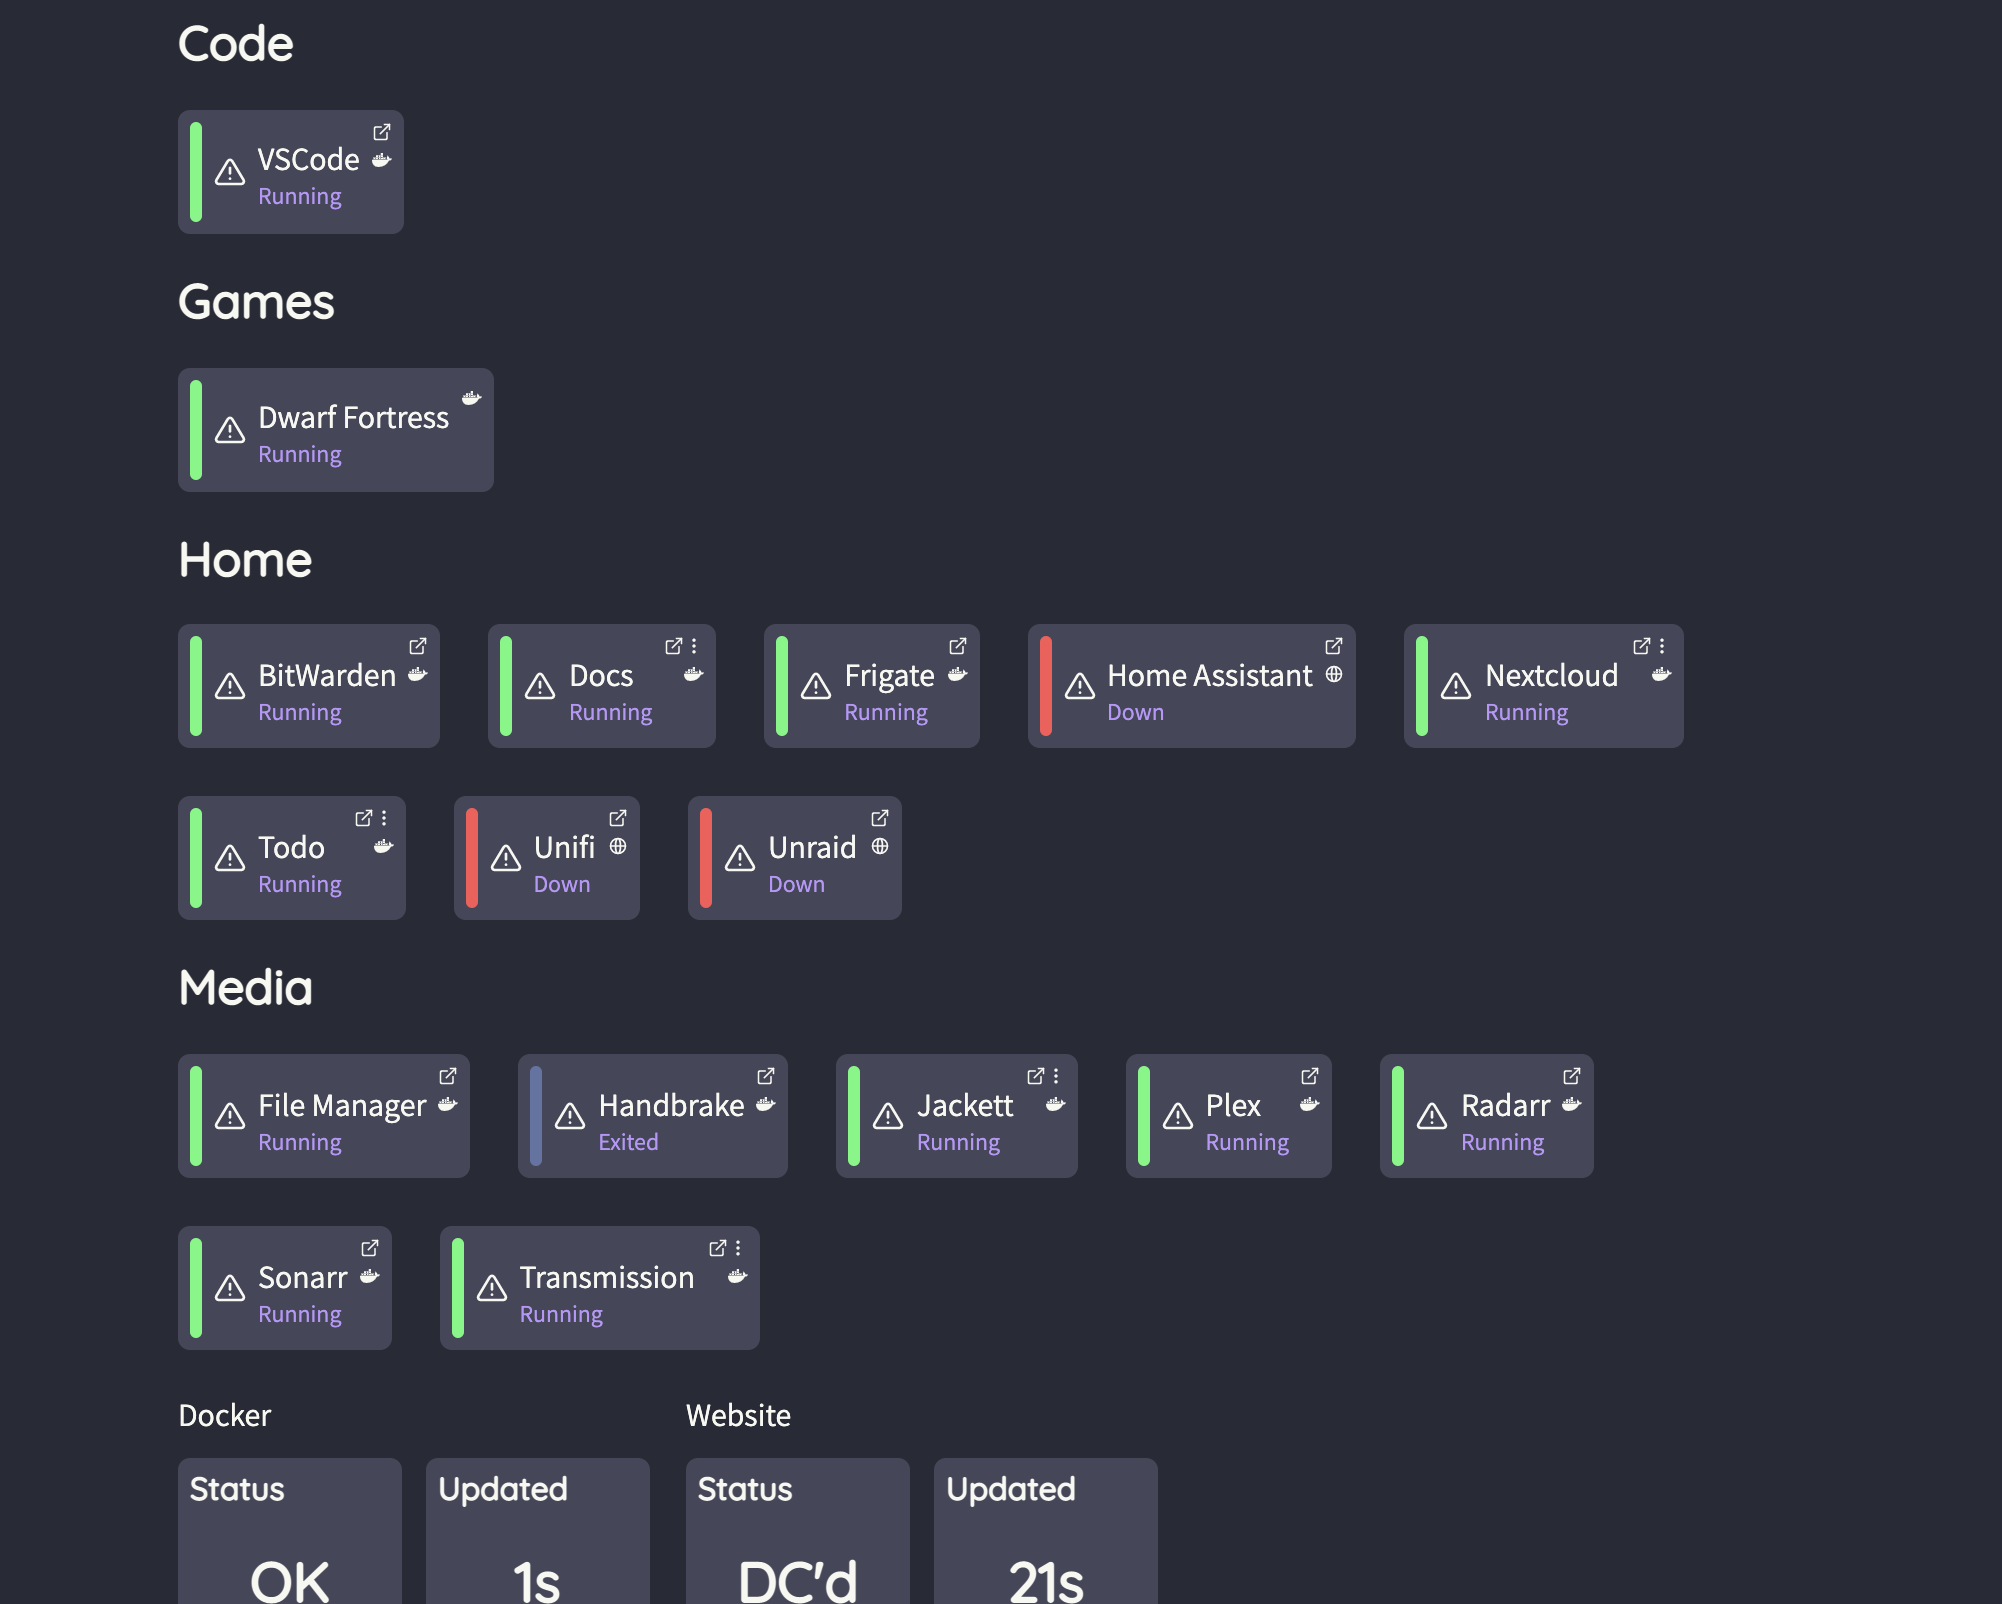 Code
VSCode
Running
Games
Dwarf Fortress
Running
Home
BitWarden
Running
Docs
Running
Frigate
Running
Home Assistant
Down
Nextcloud
Running
Todo
Running
Unifi
Down
Unraid
Down
Media
File Manager
Running
Handbrake
Exited
Jackett
Running
Plex
Running
Radarr
Running
Sonarr
Running
Transmission
Running
Docker
Status
OK
Updated
1s
Website
Status
DC'd
Updated
21s